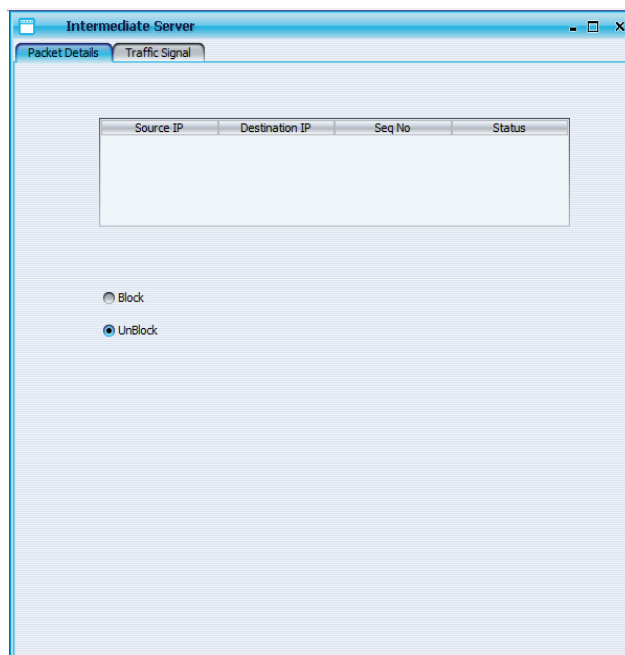 Intermediate Server
Packet Details Traffic Signal
Source IP Destination IP Seq No Status
Block
UnBlock